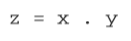 z = x . y